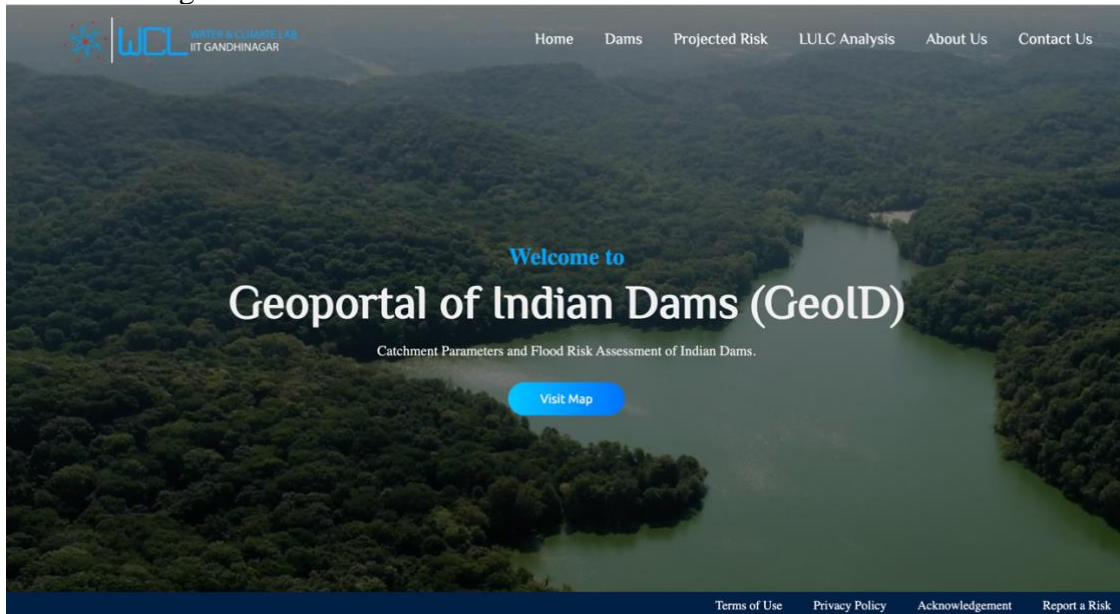 WCL WATER & CLIMATE LAB
IIT GANDHINAGAR
Home Dams Projected Risk LULC Analysis About Us Contact Us
Welcome to
Geoportal of Indian Dams (GeoID)
Catchment Parameters and Flood Risk Assessment of Indian Dams.
Visit Map
Terms of Use Privacy Policy Acknowledgement Report a Risk